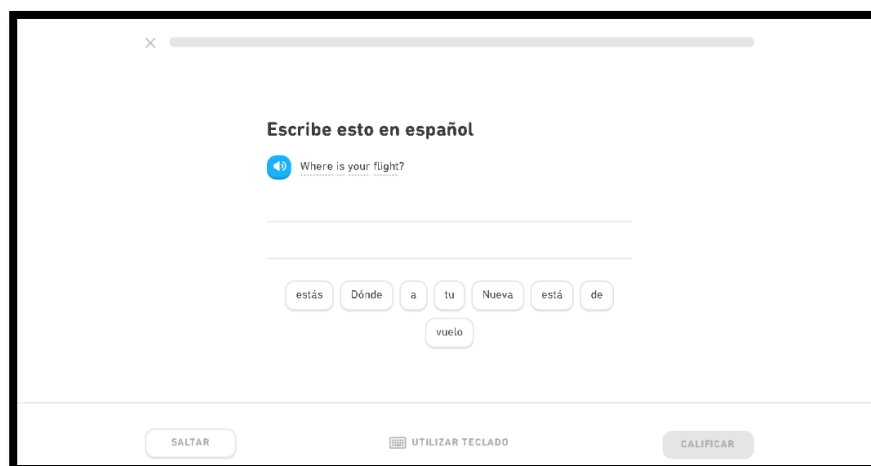 Escribe esto en español
Where is your flight?
estás Dónde a tu Nueva está de
vuelo
SALTAR UTILIZAR TECLADO CALIFICAR